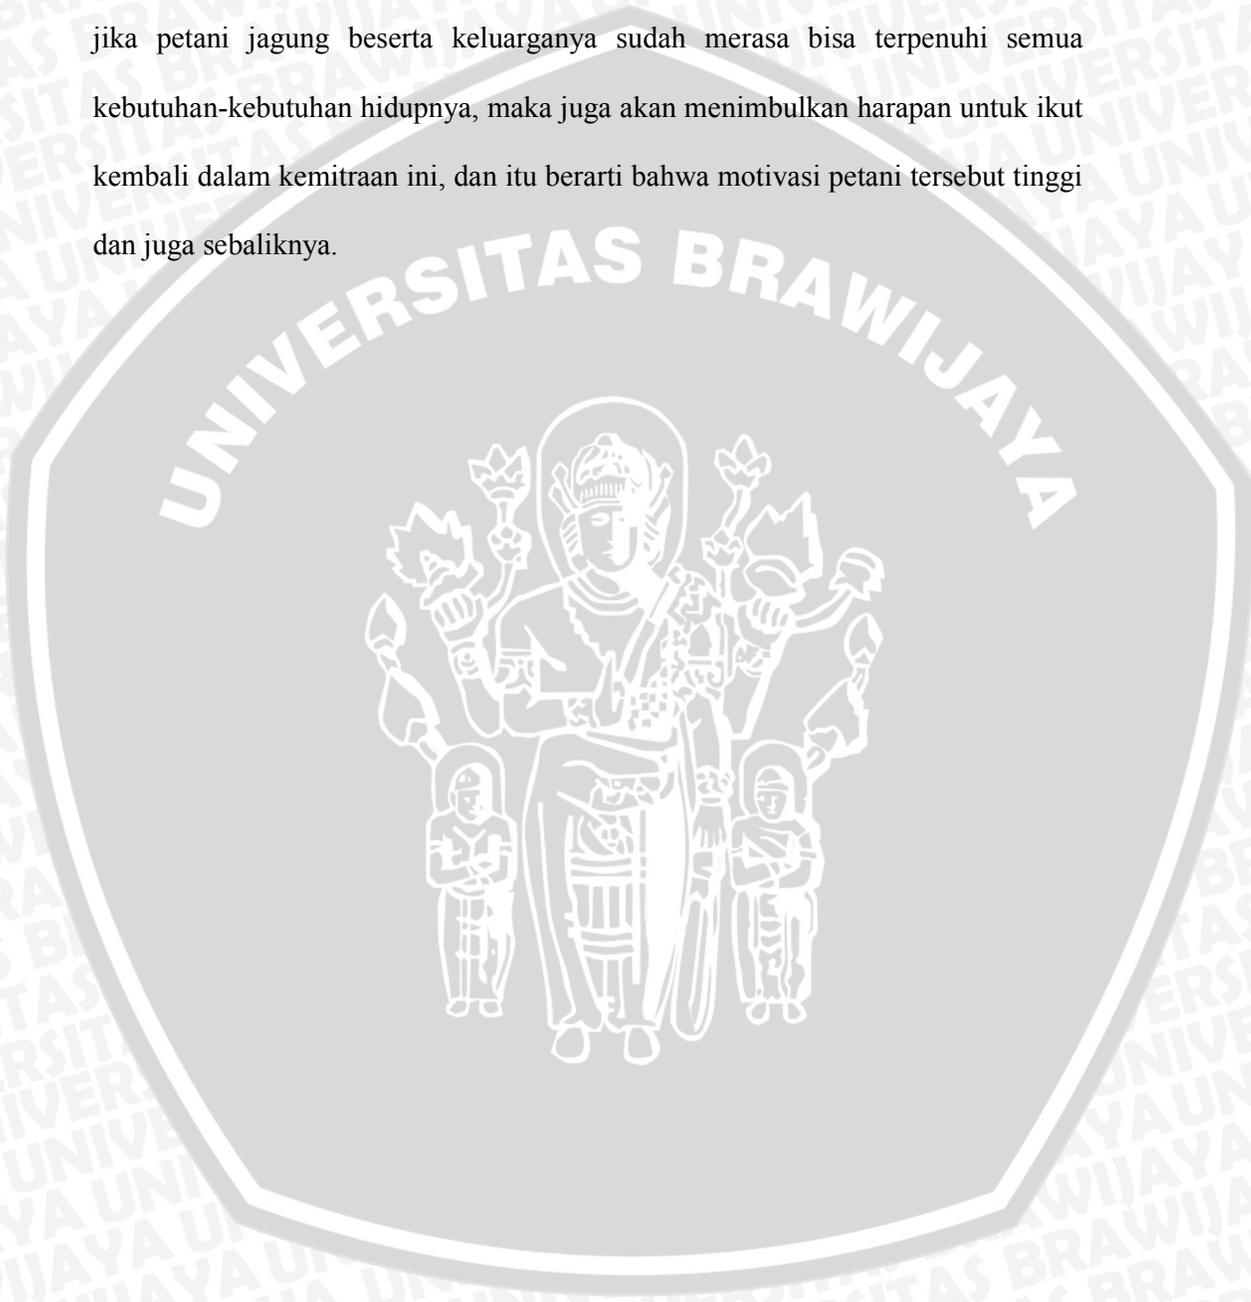 jika petani jagung beserta keluarganya sudah merasa bisa terpenuhi semua
kebutuhan-kebutuhan hidupnya, maka juga akan menimbulkan harapan untuk ikut
kembali dalam kemitraan ini, dan itu berarti bahwa motivasi petani tersebut tinggi
dan juga sebaliknya.
UNIVERSITAS BRAWIJAYA